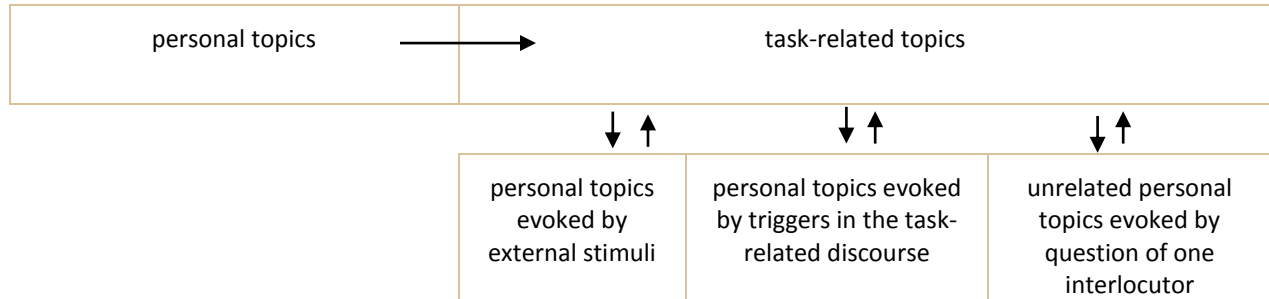 personal topics
task-related topics
personal topics
evoked by
external stimuli
personal topics evoked
by triggers in the task-
related discourse
unrelated personal
topics evoked by
question of one
interlocutor